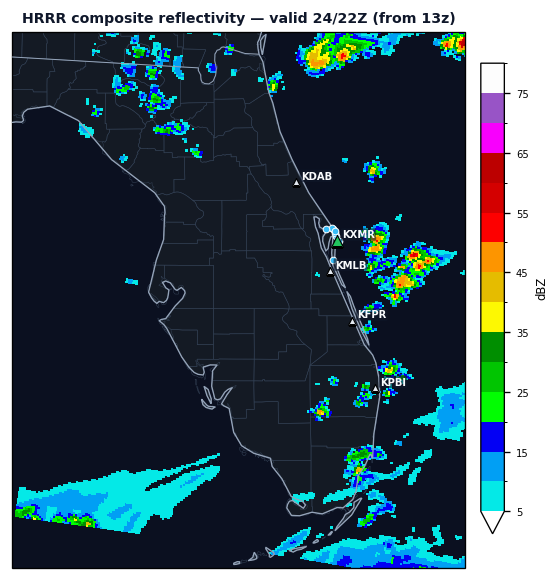 HRRR composite reflectivity — valid 24/22Z (from 13z)
KDAB
KXMR
KMLB
KFPR
KPBI
75
65
55
45
35
25
15
5
dBZ